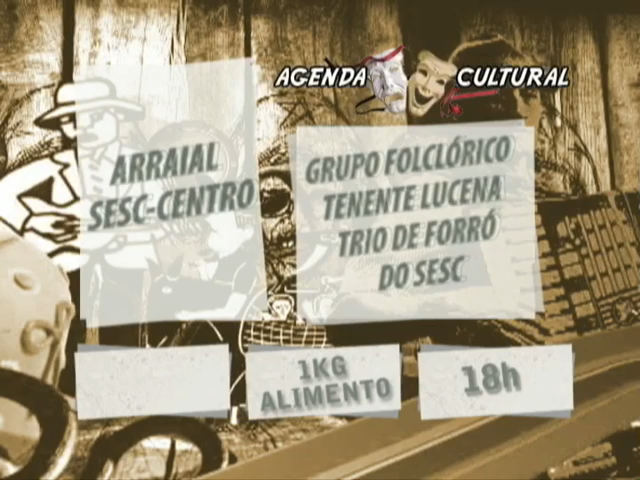 AGENDA CULTURAL
ARRAIAL
SESC-CENTRO
GRUPO FOLCLÓRICO
TENENTE LUCENA
TRIO DE FORRÓ
DO SESC
1KG
ALIMENTO
18h